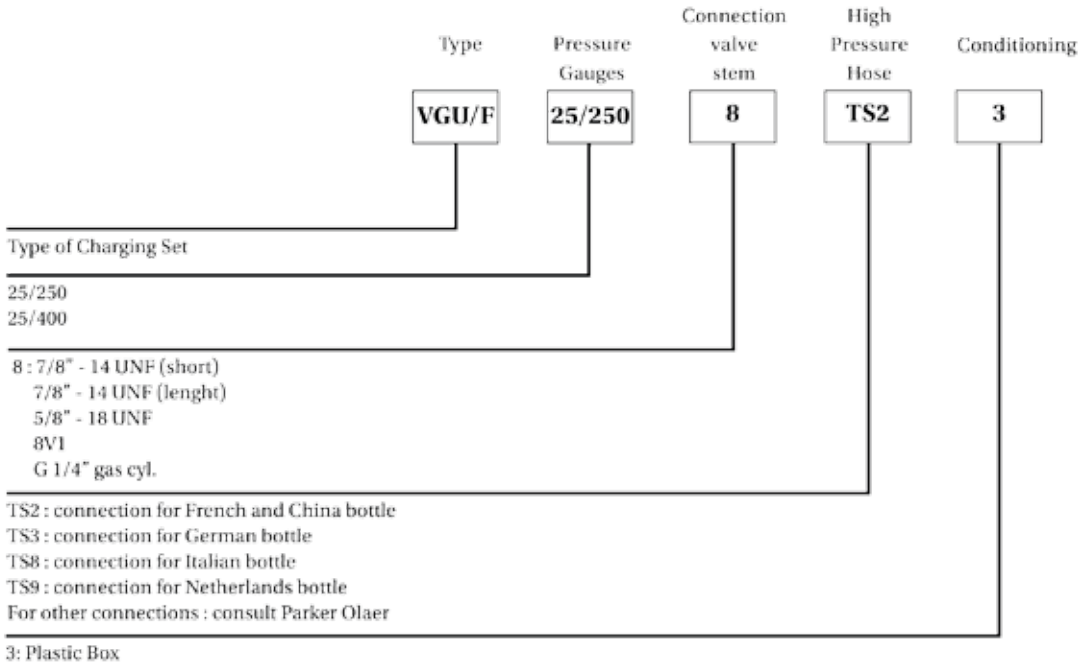 Type
Pressure
Gauges
Connection
valve
stem
High
Pressure
Hose
Conditioning
VGU/F
25/250
8
TS2
3
Type of Charging Set
25/250
25/400
8 : 7/8" - 14 UNF (short)
7/8" - 14 UNF (lenght)
5/8" - 18 UNF
8V1
G 1/4" gas cyl.
TS2 : connection for French and China bottle
TS3 : connection for German bottle
TS8 : connection for Italian bottle
TS9 : connection for Netherlands bottle
For other connections : consult Parker Olaer
3: Plastic Box